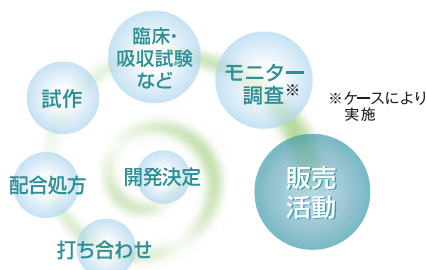 開発決定
打ち合わせ
配合処方
試作
臨床・
吸収試験
など
モニター
調査※
販売
活動
※ケースにより
実施